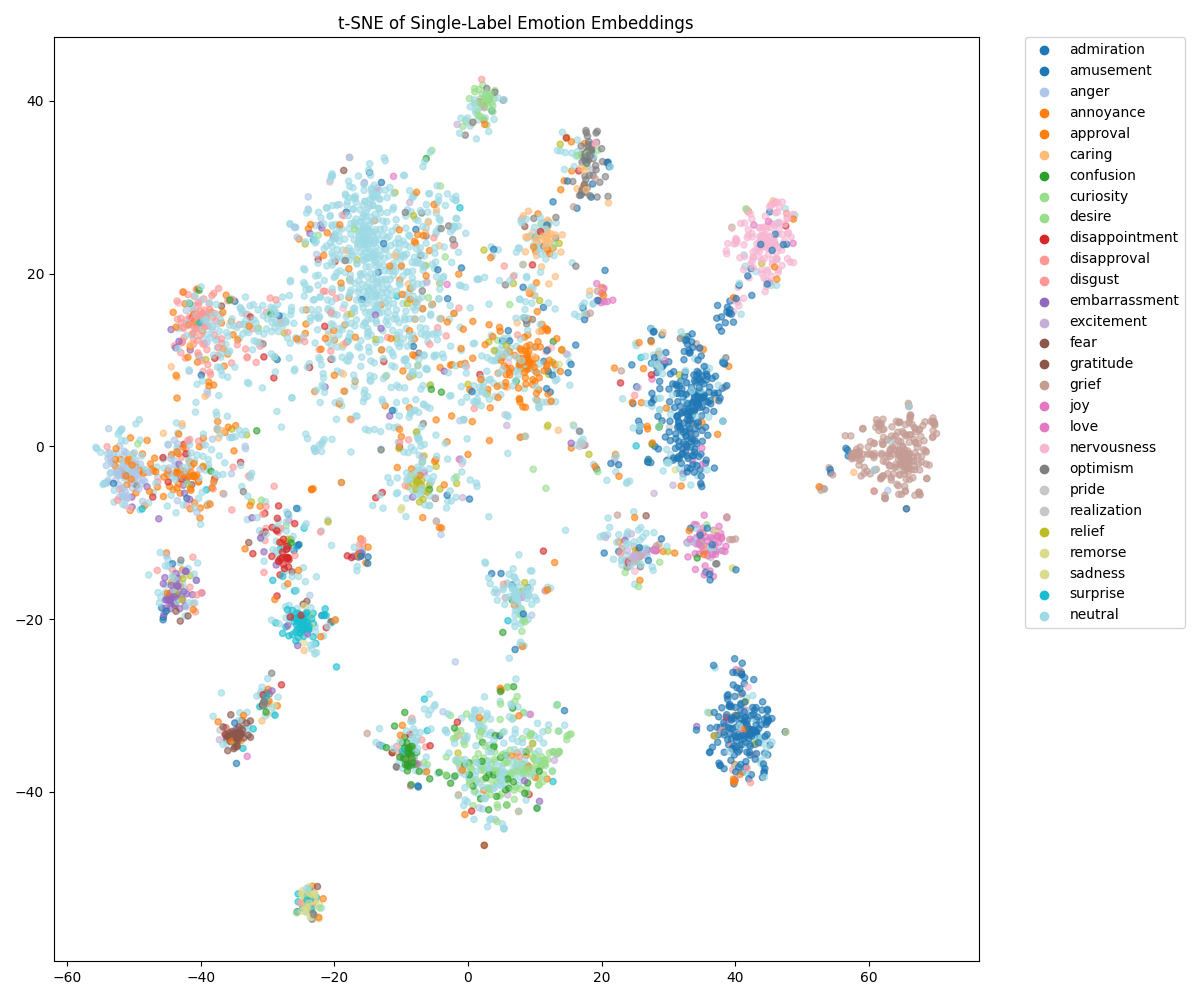 t-SNE of Single-Label Emotion Embeddings
40
20
0
−20
−40
−60
−40
−20
0
20
40
60
admiration
amusement
anger
annoyance
approval
caring
confusion
curiosity
desire
disappointment
disapproval
disgust
embarrassment
excitement
fear
gratitude
grief
joy
love
nervousness
optimism
pride
realization
relief
remorse
sadness
surprise
neutral